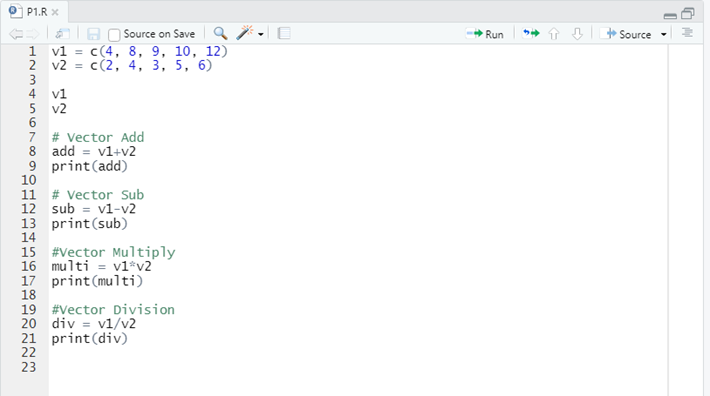 P1.R
Source on Save
Run
Source
1 v1 = c(4, 8, 9, 10, 12)
2 v2 = c(2, 4, 3, 5, 6)
3
4 v1
5 v2
6
7 # Vector Add
8 add = v1+v2
9 print(add)
10
11 # Vector Sub
12 sub = v1-v2
13 print(sub)
14
15 #Vector Multiply
16 multi = v1*v2
17 print(multi)
18
19 #Vector Division
20 div = v1/v2
21 print(div)
22
23